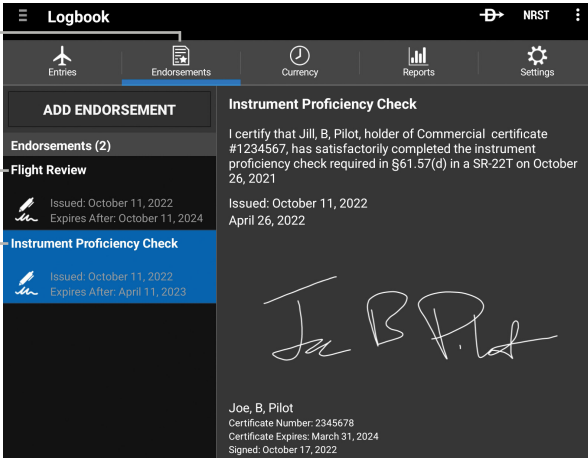 Logbook
NRST
Entries
Endorsements
Currency
Reports
Settings
ADD ENDORSEMENT
Endorsements (2)
Flight Review
Issued: October 11, 2022
Expires After: October 11, 2024
Instrument Proficiency Check
Issued: October 11, 2022
Expires After: April 11, 2023
Instrument Proficiency Check
I certify that Jill, B, Pilot, holder of Commercial certificate
#1234567, has satisfactorily completed the instrument
proficiency check required in §61.57(d) in a SR-22T on October
26, 2021
Issued: October 11, 2022
April 26, 2022
Joe B Pilot
Joe, B, Pilot
Certificate Number: 2345678
Certificate Expires: March 31, 2024
Signed: October 17, 2022